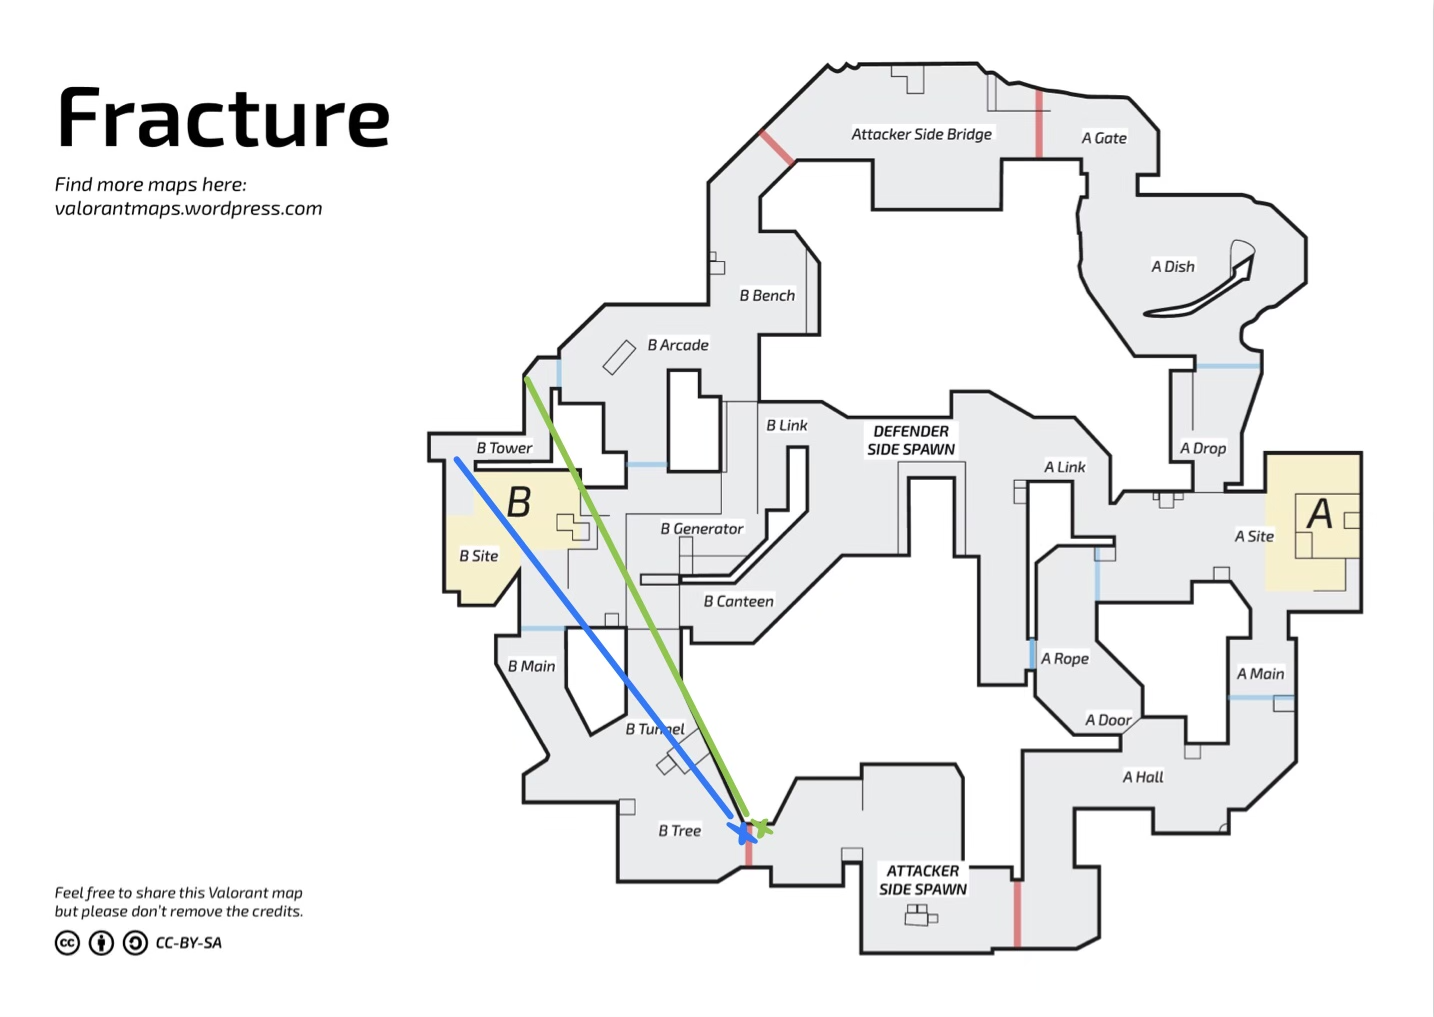 Fracture
Find more maps here:
valorantmaps.wordpress.com
Attacker Side Bridge
A Gate
A Dish
B Bench
B Arcade
B Link
DEFENDER
SIDE SPAWN
B Tower
A Drop
A Link
B
A
B Generator
A Site
B Site
B Canteen
B Main
A Rope
A Main
B Tunnel
A Door
A Hall
B Tree
ATTACKER
SIDE SPAWN
Feel free to share this Valorant map
but please don't remove the credits.
cc CC-BY-SA